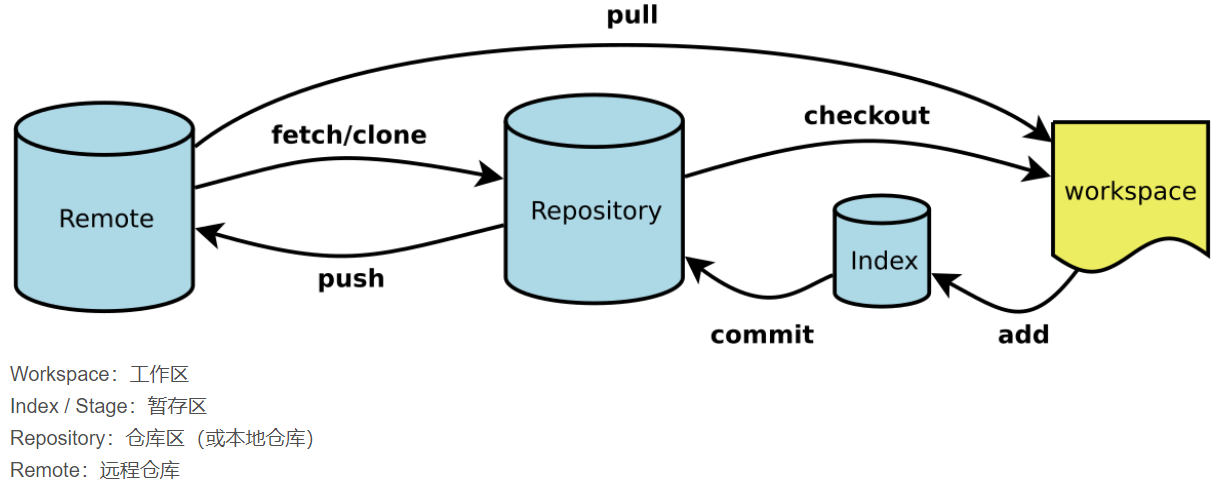 pull
fetch/clone
checkout
Remote
Repository
workspace
Index
push
commit
add
Workspace：工作区
Index / Stage：暂存区
Repository：仓库区（或本地仓库）
Remote：远程仓库